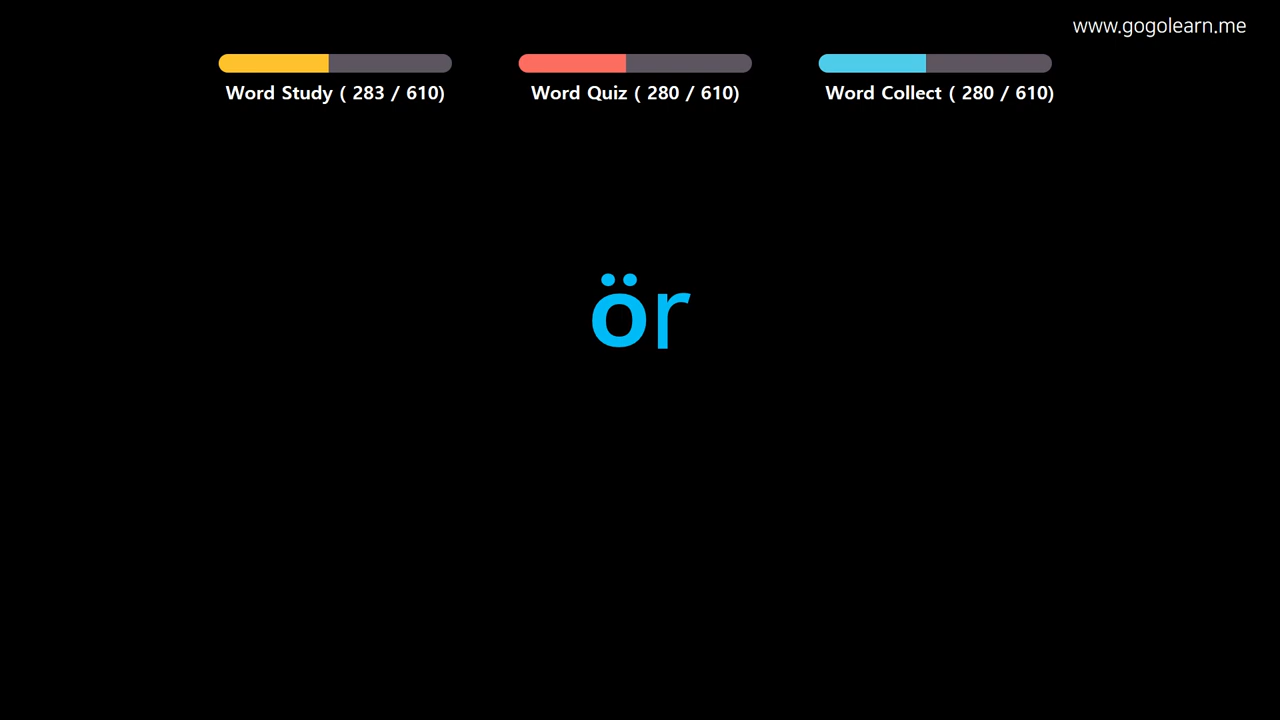 www.gogolearn.me
Word Study ( 283 / 610)
Word Quiz ( 280 / 610)
Word Collect ( 280 / 610)
ör